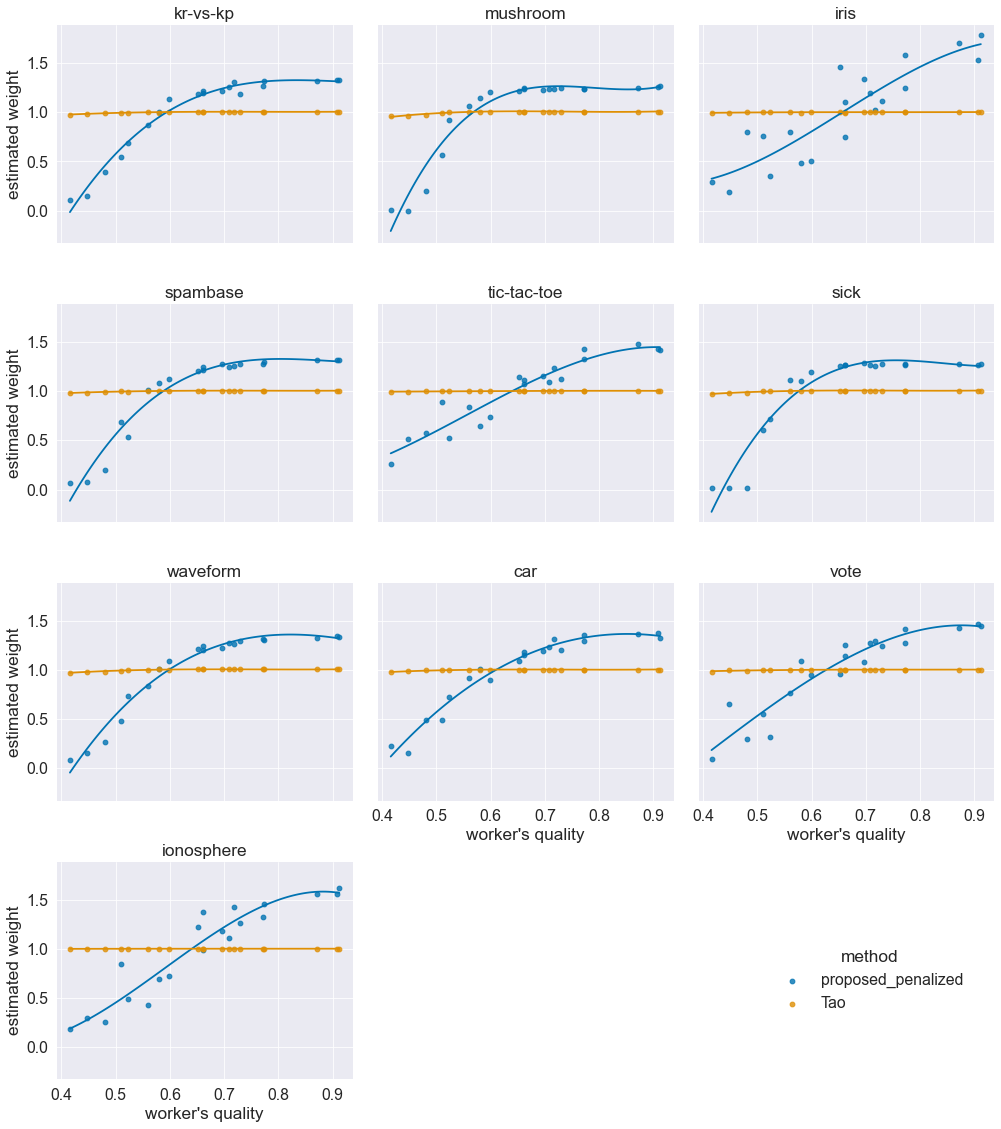 kr-vs-kp
mushroom
iris
estimated weight
1.5
1.0
0.5
0.0
spambase
tic-tac-toe
sick
estimated weight
1.5
1.0
0.5
0.0
waveform
car
vote
estimated weight
1.5
1.0
0.5
0.0
0.4 0.5 0.6 0.7 0.8 0.9
worker's quality
0.4 0.5 0.6 0.7 0.8 0.9
worker's quality
ionosphere
estimated weight
1.5
1.0
0.5
0.0
0.4 0.5 0.6 0.7 0.8 0.9
worker's quality
method
proposed_penalized
Tao